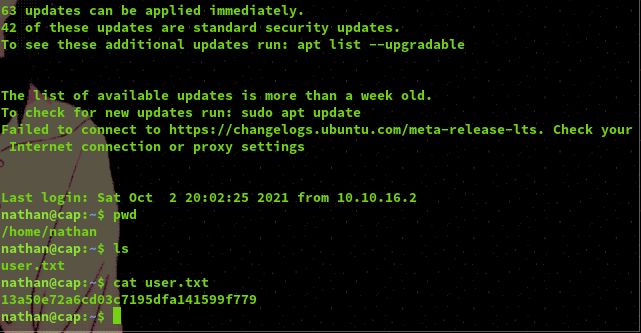 63 updates can be applied immediately.
42 of these updates are standard security updates.
To see these additional updates run: apt list --upgradable
The list of available updates is more than a week old.
To check for new updates run: sudo apt update
Failed to connect to https://changelogs.ubuntu.com/meta-release-lts. Check your
Internet connection or proxy settings
Last login: Sat Oct  2 20:02:25 2021 from 10.10.16.2
nathan@cap:~$ pwd
/home/nathan
nathan@cap:~$ ls
user.txt
nathan@cap:~$ cat user.txt
13a50e72a6cd03c7195dfa141599f779
nathan@cap:~$